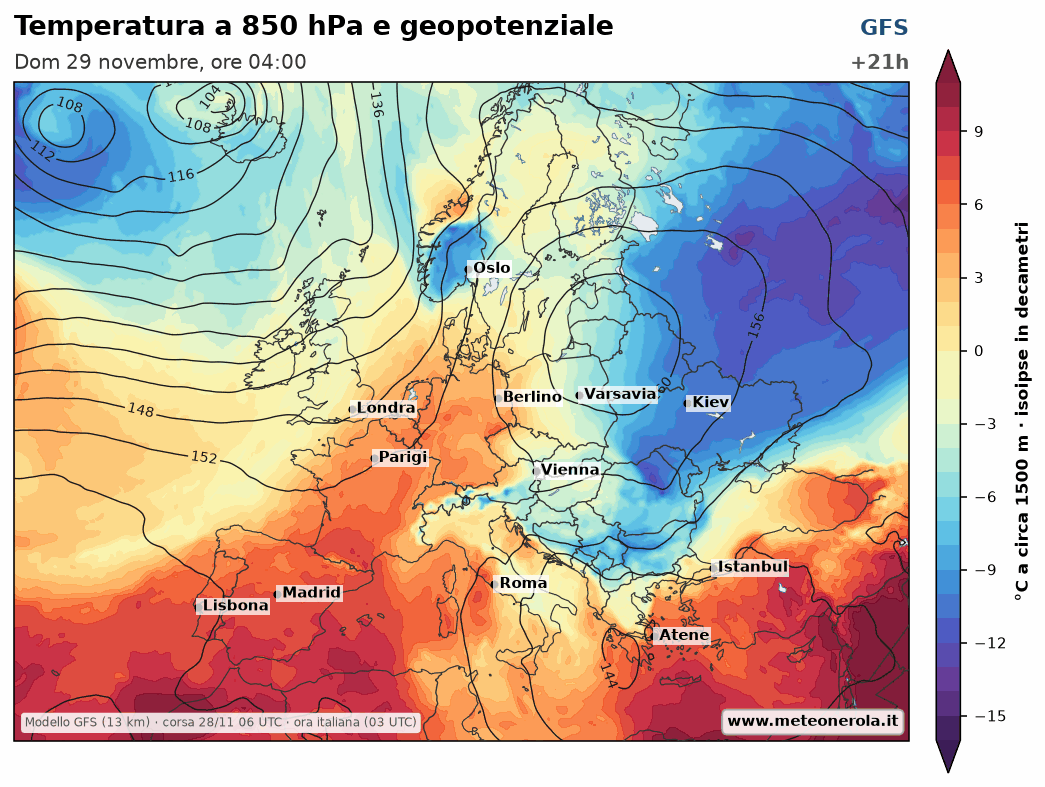 Temperatura a 850 hPa e geopotenziale
GFS
Dom 29 novembre, ore 04:00
+21h
108
104
108
136
112
116
Oslo
156
148
Londra
Berlino
Varsavia
Kiev
152
Parigi
Vienna
Istanbul
Roma
Madrid
Lisbona
Atene
144
Modello GFS (13 km) · corsa 28/11 06 UTC · ora italiana (03 UTC)
www.meteonerola.it
9
6
3
0
−3
−6
−9
−12
−15
°C a circa 1500 m · isoipse in decametri